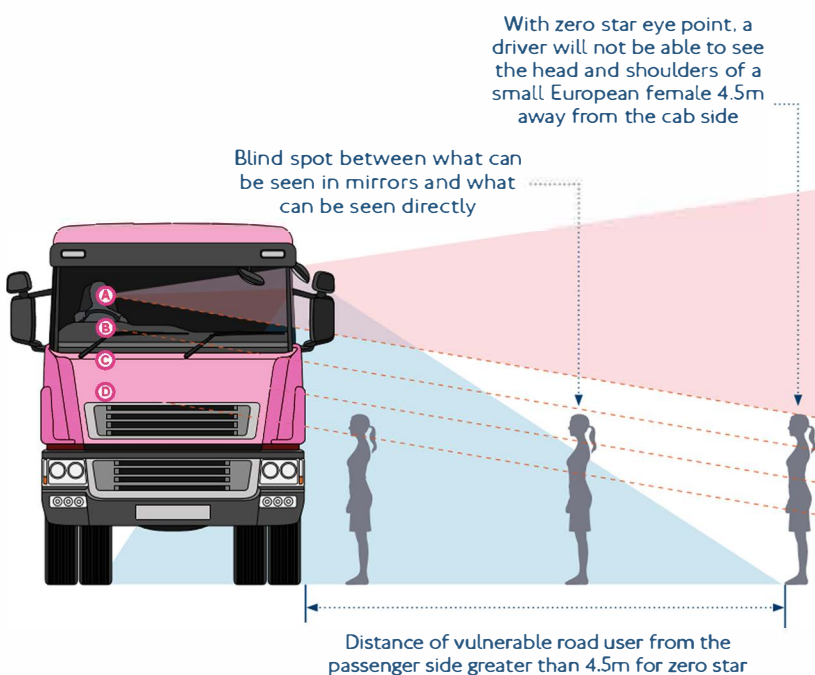 With zero star eye point, a
driver will not be able to see
the head and shoulders of a
small European female 4.5m
away from the cab side
Blind spot between what can
be seen in mirrors and what
can be seen directly
A
B
C
D
Distance of vulnerable road user from the
passenger side greater than 4.5m for zero star